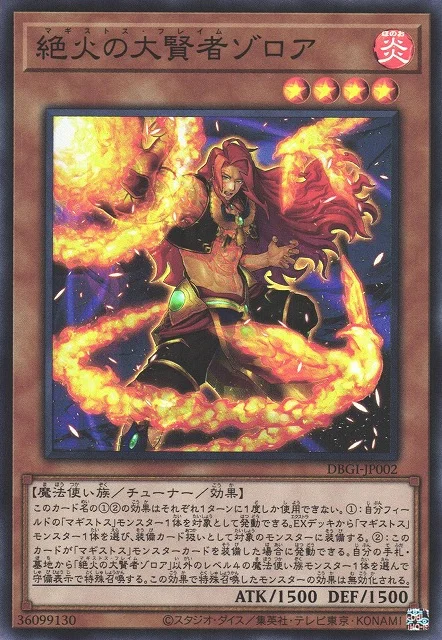 マギストス・フレイム
絶火の大賢者ゾロア
ほのお
炎
DBGI-JP002
【魔法使い族／チューナー／効果】
このカード名の①②の効果はそれぞれ1ターンに1度しか使用できない。①：自分フィ
ールドの「マギストス」モンスター1体を対象として発動できる。EXデッキから「マギストス」
モンスター1体を選び、装備カード扱いとして対象のモンスターに装備する。②：この
カードが「マギストス」モンスターカードを装備した場合に発動できる。自分の手札・
墓地から「絶火の大賢者ゾロア」以外のレベル4の魔法使い族モンスター1体を選んで
守備表示で特殊召喚する。この効果で特殊召喚したモンスターの効果は無効化される。
ATK/1500 DEF/1500
36099130
©スタジオ・ダイス／集英社・テレビ東京・KONAMI